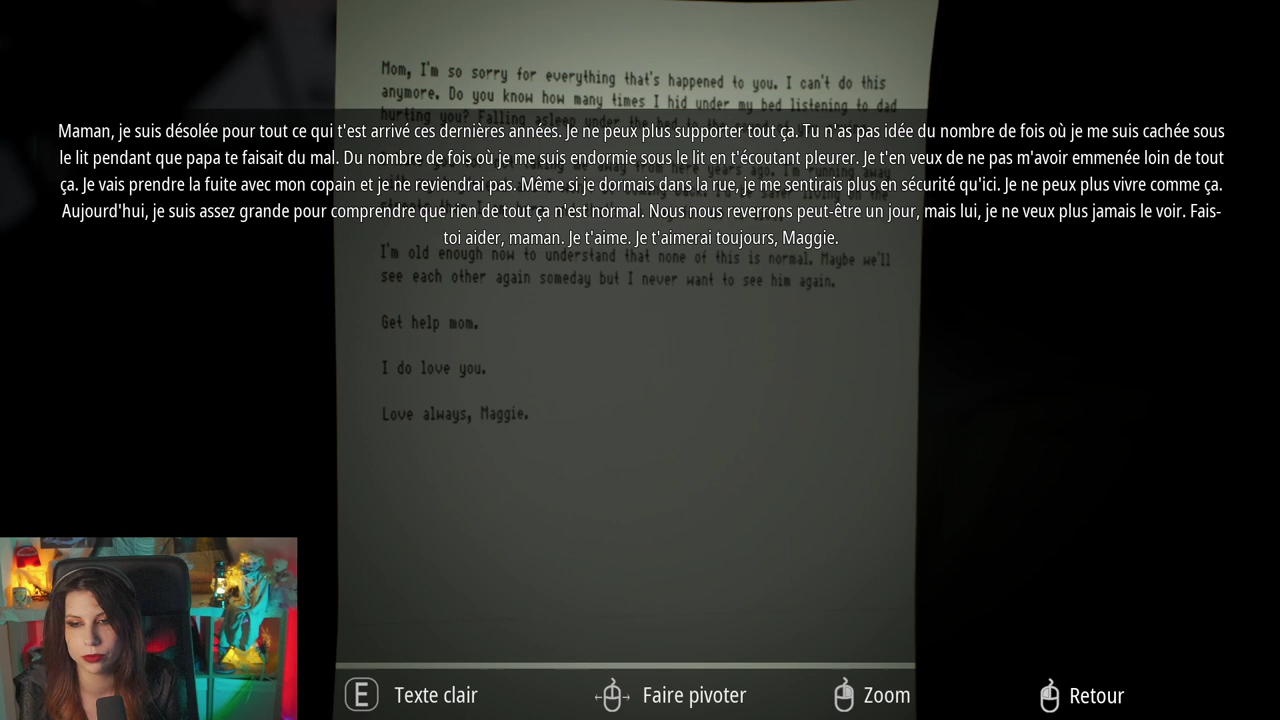 Mom, I'm so sorry for everything that's happened to you. I can't do this
anymore. Do you know how many times I hid under my bed listening to dad
hurting you? Falling asleep under the bed to the
Maman, je suis désolée pour tout ce qui t'est arrivé ces dernières années. Je ne peux plus supporter tout ça. Tu n'as pas idée du nombre de fois où je me suis cachée sous
le lit pendant que papa te faisait du mal. Du nombre de fois où je me suis endormie sous le lit en t'écoutant pleurer. Je t'en veux de ne pas m'avoir emmenée loin de tout
ça. Je vais prendre la fuite avec mon copain et je ne reviendrai pas. Même si je dormais dans la rue, je me sentirais plus en sécurité qu'ici. Je ne peux plus vivre comme ça.
Aujourd'hui, je suis assez grande pour comprendre que rien de tout ça n'est normal. Nous nous reverrons peut-être un jour, mais lui, je ne veux plus jamais le voir. Fais-
toi aider, maman. Je t'aime. Je t'aimerai toujours, Maggie.
I'm old enough now to understand that none of this is normal. Maybe we'll
see each other again someday but I never want to see him again.
Get help mom.
I do love you.
Love always, Maggie.
E Texte clair Faire pivoter Zoom Retour